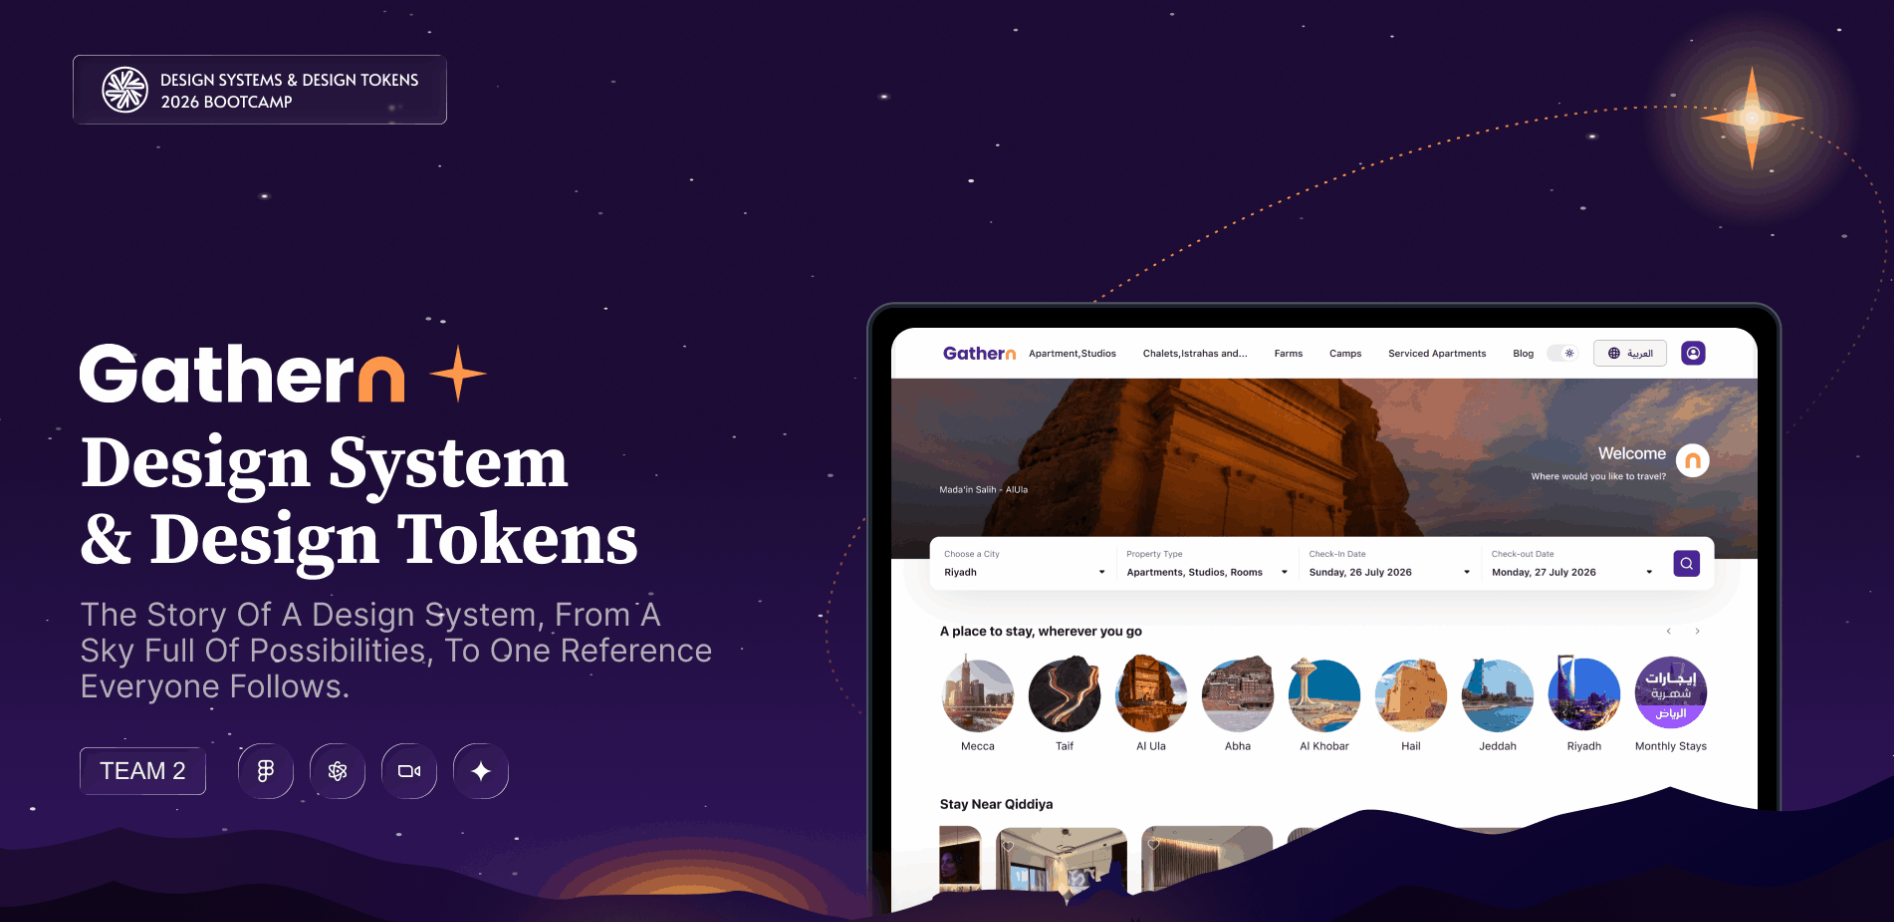 DESIGN SYSTEMS & DESIGN TOKENS
2026 BOOTCAMP
Gathern
Design System
& Design Tokens
The Story Of A Design System, From A
Sky Full Of Possibilities, To One Reference
Everyone Follows.
TEAM 2
Gathern Apartment,Studios Chalets,Istrahas and... Farms Camps Serviced Apartments Blog العربية
Welcome
Where would you like to travel?
Mada'in Salih - AlUla
Choose a City Property Type Check-In Date Check-out Date
Riyadh Apartments, Studios, Rooms Sunday, 26 July 2026 Monday, 27 July 2026
A place to stay, wherever you go
إيجارات
شهرية
الرياض
Mecca Taif Al Ula Abha Al Khobar Hail Jeddah Riyadh Monthly Stays
Stay Near Qiddiya